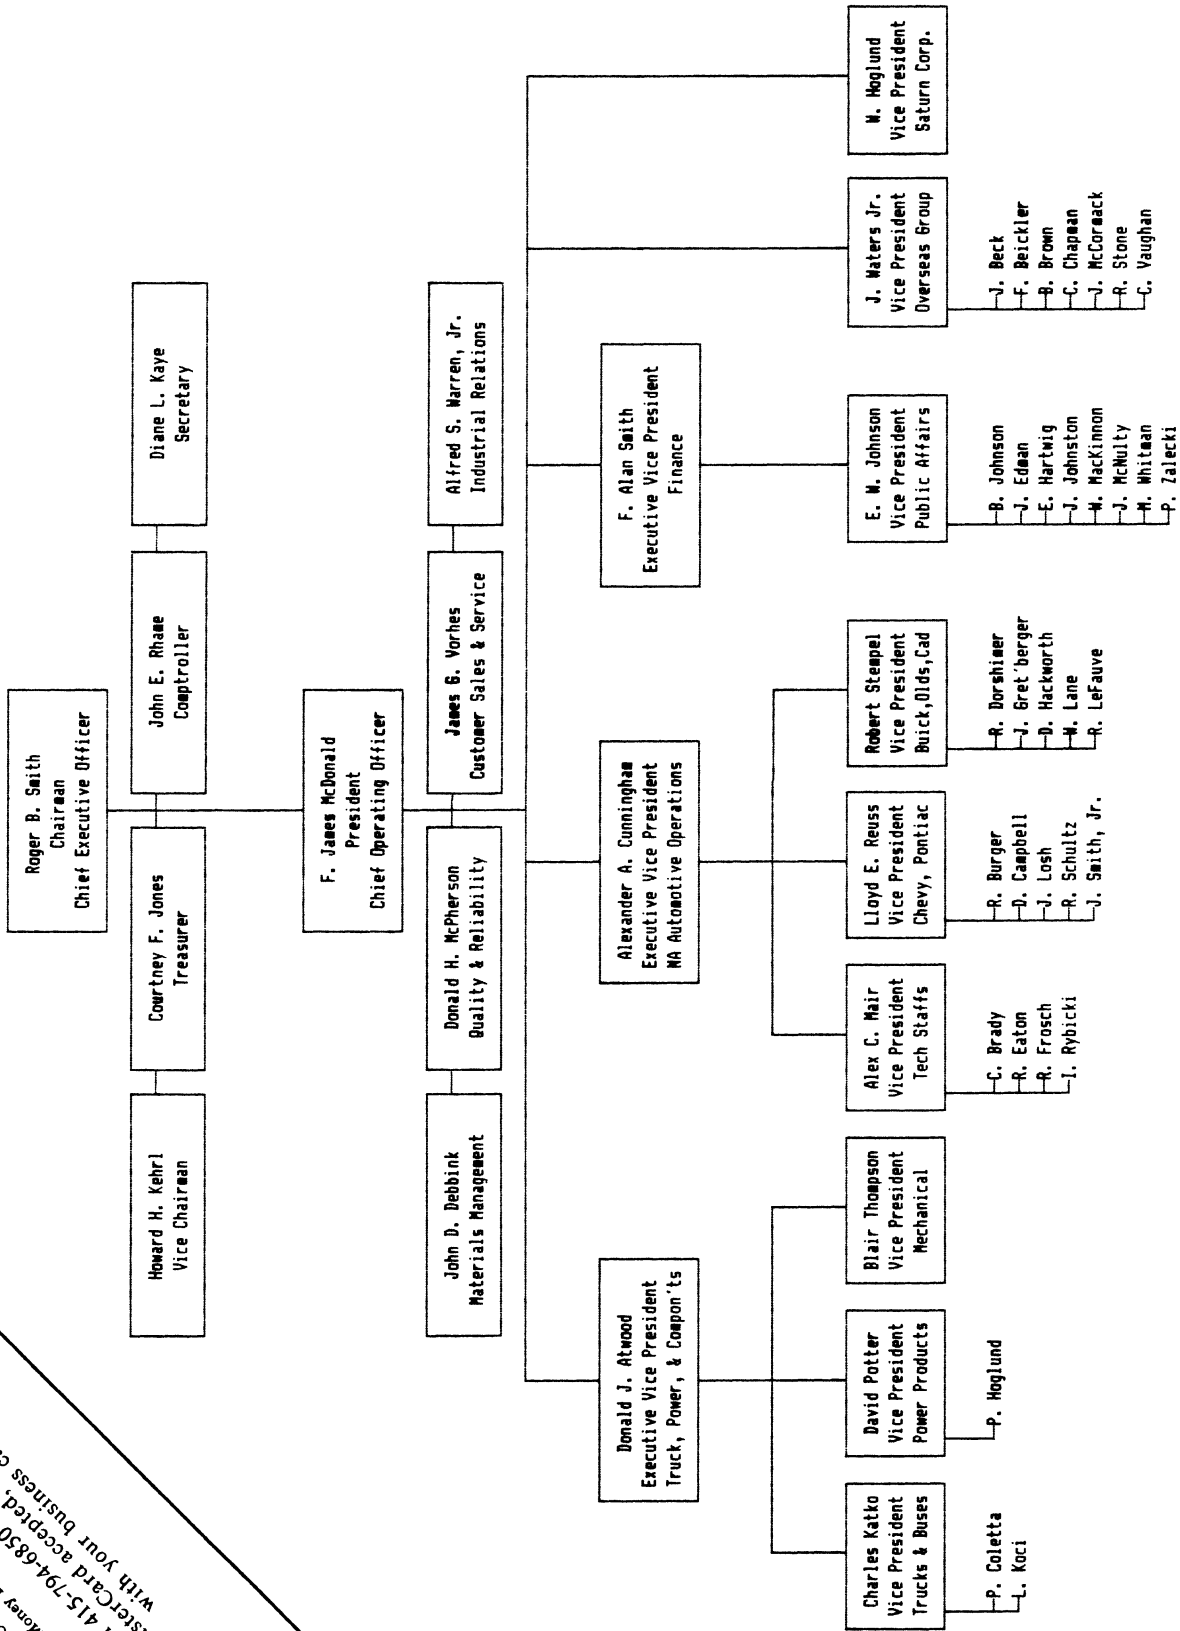 Roger B. Smith
Chairman
Chief Executive Officer
Howard H. Kehrl
Vice Chairman
Courtney F. Jones
Treasurer
John E. Rhame
Comptroller
Diane L. Kaye
Secretary
F. James McDonald
President
Chief Operating Officer
John D. Debbink
Materials Management
Donald H. McPherson
Quality & Reliability
James G. Vorhes
Customer Sales & Service
Alfred S. Warren, Jr.
Industrial Relations
Donald J. Atwood
Executive Vice President
Truck, Power, & Compon'ts
Alexander A. Cunningham
Executive Vice President
NA Automotive Operations
F. Alan Smith
Executive Vice President
Finance
Charles Katko
Vice President
Trucks & Buses
P. Coletta
L. Koci
David Potter
Vice President
Power Products
P. Hoglund
Blair Thompson
Vice President
Mechanical
Alex C. Mair
Vice President
Tech Staffs
C. Brady
R. Eaton
R. Frosch
I. Rybicki
Lloyd E. Reuss
Vice President
Chevy, Pontiac
R. Burger
D. Campbell
J. Losh
R. Schultz
J. Smith, Jr.
Robert Stempel
Vice President
Buick,Olds,Cad
R. Dorshimer
J. Gret'berger
D. Hackworth
W. Lane
R. LeFauve
E. W. Johnson
Vice President
Public Affairs
B. Johnson
J. Edman
E. Hartwig
J. Johnston
W. MacKinnon
J. McNulty
M. Whitman
P. Zalecki
J. Waters Jr.
Vice President
Overseas Group
J. Beck
F. Beickler
B. Brown
C. Chapman
J. McCormack
R. Stone
C. Vaughan
W. Hoglund
Vice President
Saturn Corp.
Money
415-794-6850
sterCard accepted,
with your business